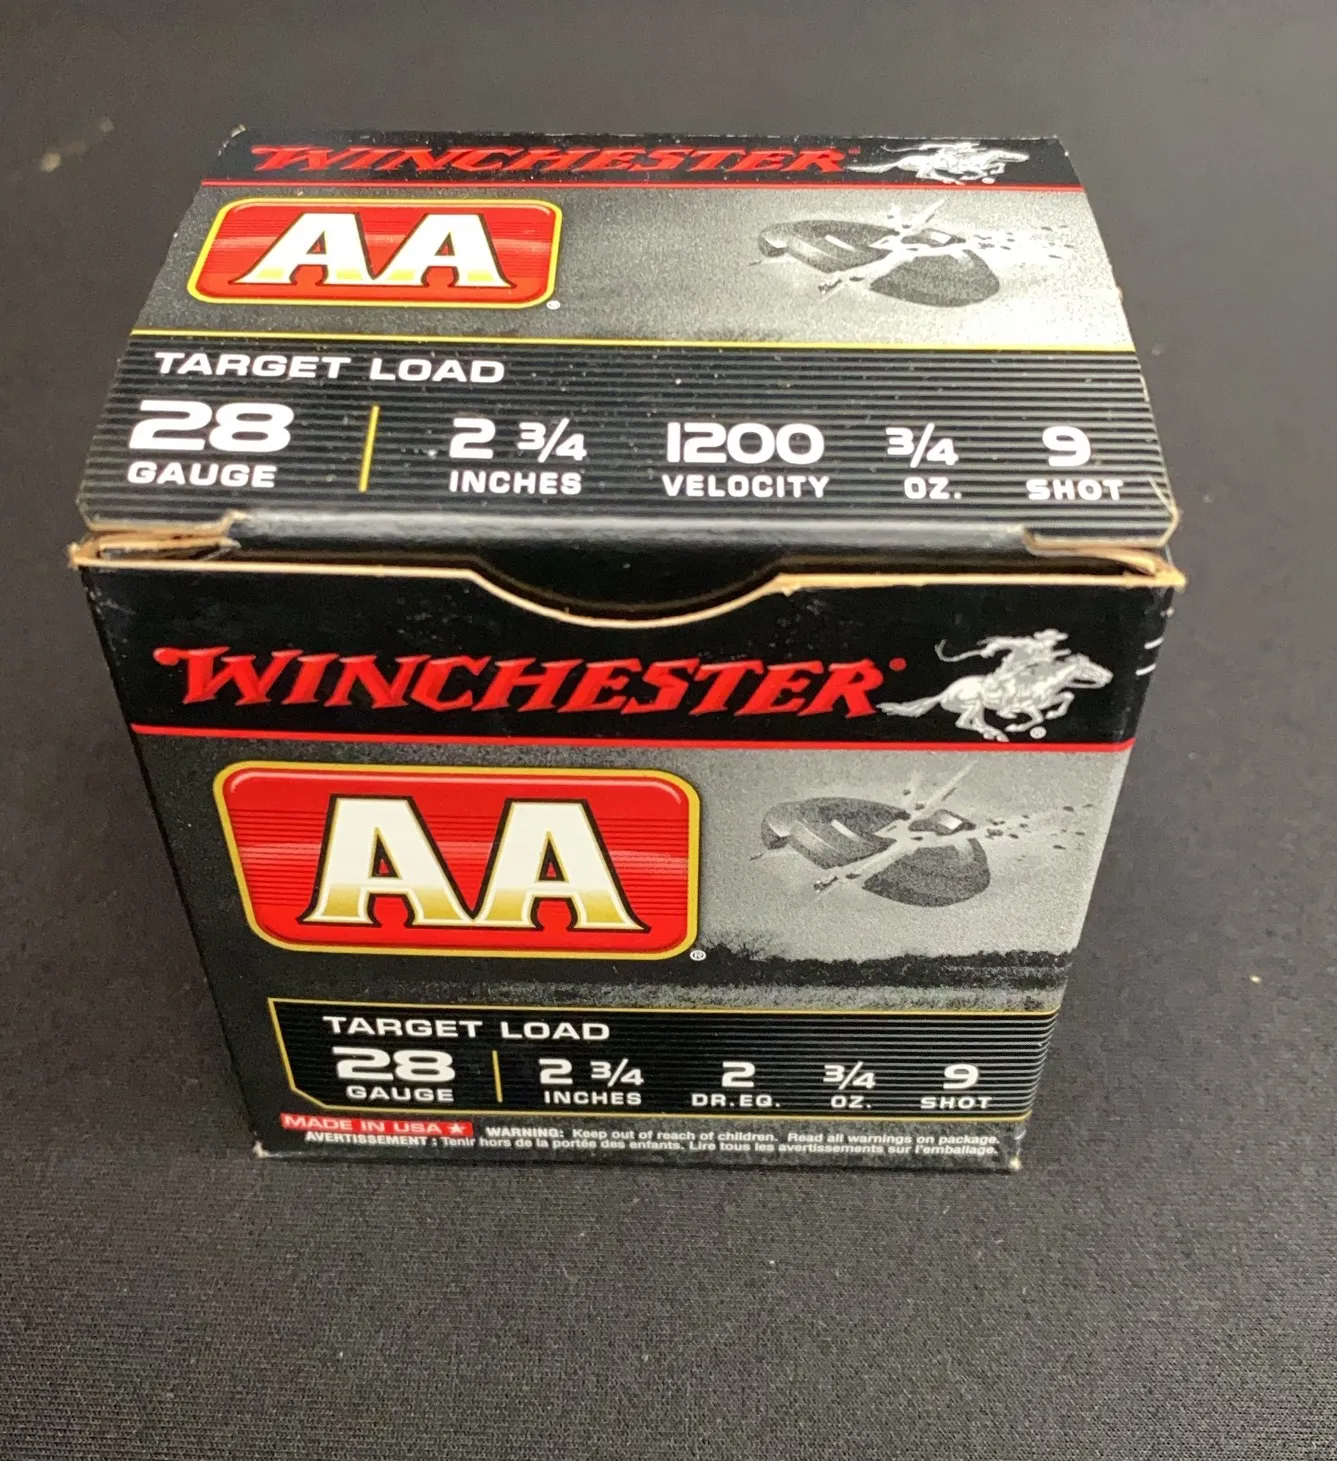 WINCHESTER®
AA®
TARGET LOAD
28 2 3/4 1200 3/4 9
GAUGE INCHES VELOCITY OZ. SHOT
WINCHESTER®
AA®
TARGET LOAD
28 2 3/4 2 3/4 9
GAUGE INCHES DR.EQ. OZ. SHOT
MADE IN USA ★ WARNING: Keep out of reach of children. Read all warnings on package.
AVERTISSEMENT : Tenir hors de la portée des enfants. Lire tous les avertissements sur l'emballage.